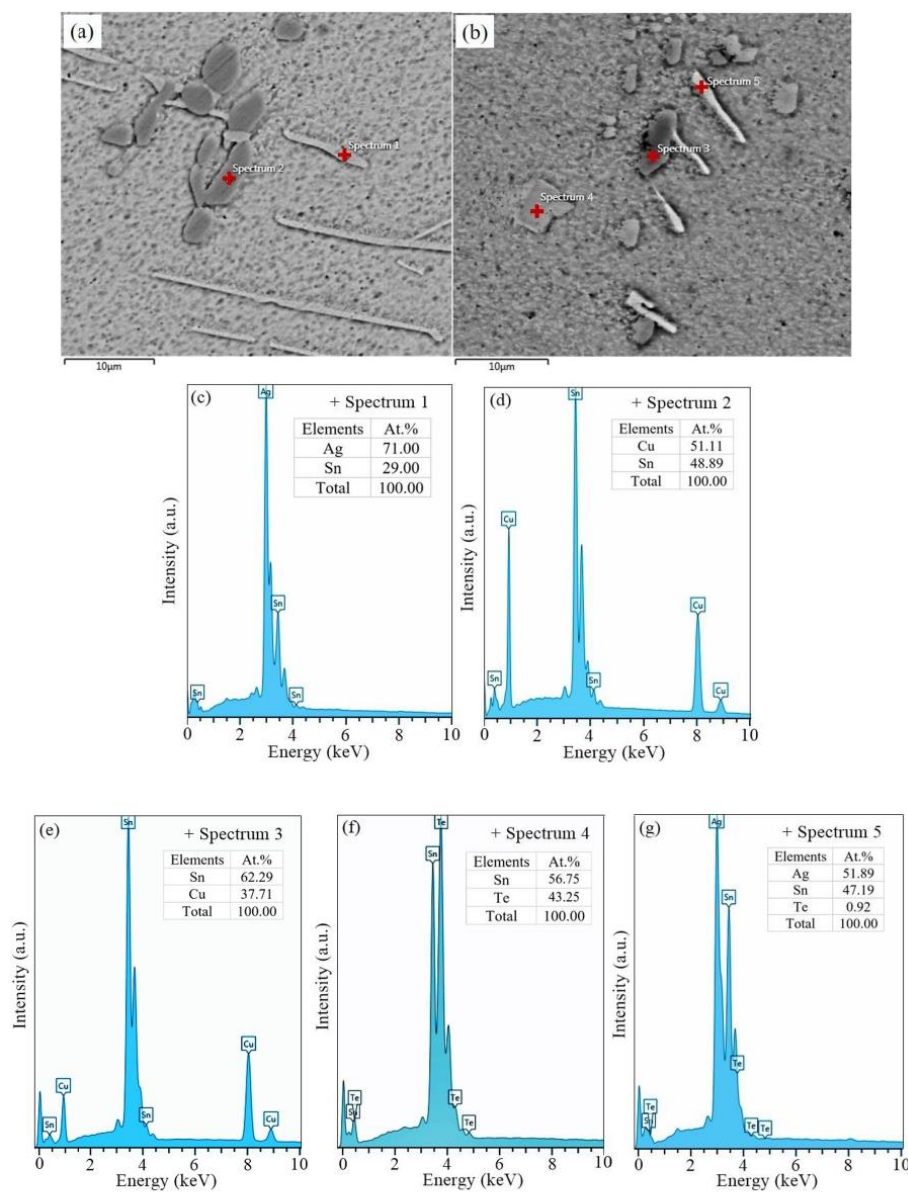 (a)
Spectrum 1
Spectrum 2
10μm
(b)
Spectrum 5
Spectrum 3
Spectrum 4
10μm
(c)
+ Spectrum 1
Elements At.%
Ag 71.00
Sn 29.00
Total 100.00
Ag
Sn
Sn
Sn
Intensity (a.u.)
0 2 4 6 8 10
Energy (keV)
(d)
+ Spectrum 2
Elements At.%
Cu 51.11
Sn 48.89
Total 100.00
Sn
Cu
Cu
Sn
Sn
Cu
Intensity (a.u.)
0 2 4 6 8 10
Energy (keV)
(e)
+ Spectrum 3
Elements At.%
Sn 62.29
Cu 37.71
Total 100.00
Sn
Cu
Cu
Sn
Sn
Cu
Intensity (a.u.)
0 2 4 6 8 10
Energy (keV)
(f)
+ Spectrum 4
Elements At.%
Sn 56.75
Te 43.25
Total 100.00
Te
Sn
Te
Te
Te
Intensity (a.u.)
0 2 4 6 8 10
Energy (keV)
(g)
+ Spectrum 5
Elements At.%
Ag 51.89
Sn 47.19
Te 0.92
Total 100.00
Ag
Sn
Te
Te
Te
Te
Intensity (a.u.)
0 2 4 6 8 10
Energy (keV)